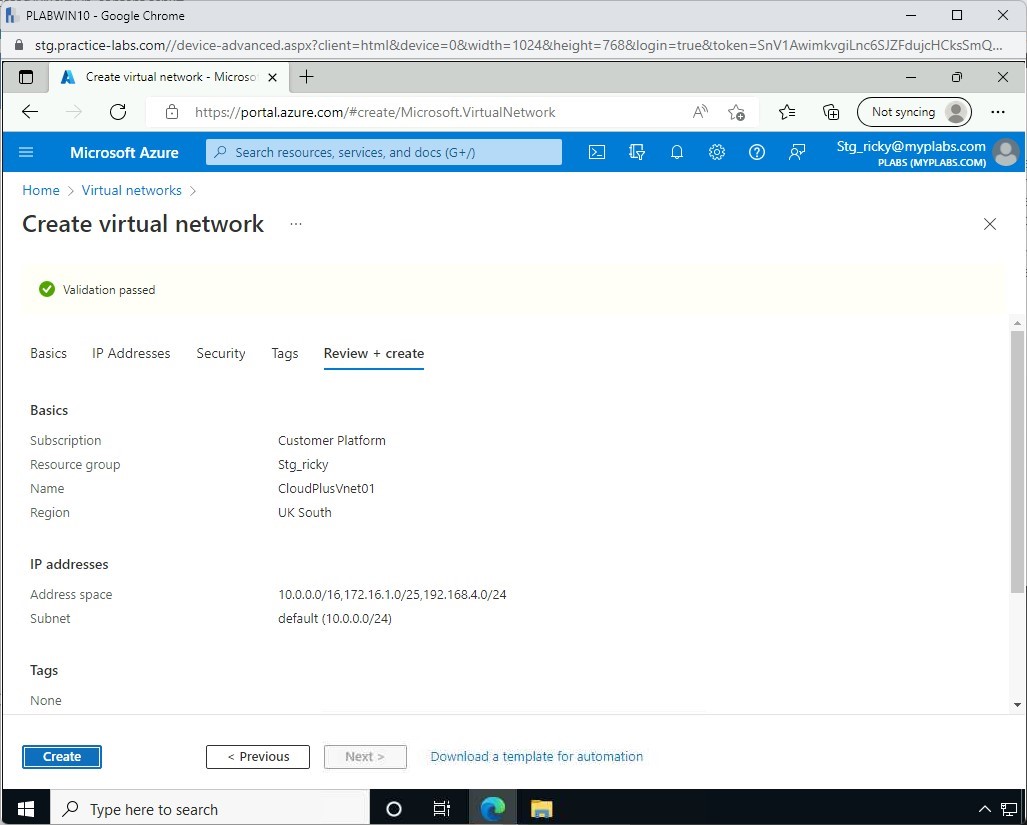 PLABWIN10 - Google Chrome
stg.practice-labs.com//device-advanced.aspx?client=html&device=0&width=1024&height=768&login=true&token=SnV1AwimkvgiLnc6SJZFdujcHCksSmQ...
Create virtual network - Microso
https://portal.azure.com/#create/Microsoft.VirtualNetwork
Not syncing
Microsoft Azure
Search resources, services, and docs (G+/)
Stg_ricky@myplabs.com
PLABS (MYPLABS.COM)
Home > Virtual networks >
Create virtual network ...
Validation passed
Basics IP Addresses Security Tags Review + create
Basics
Subscription Customer Platform
Resource group Stg_ricky
Name CloudPlusVnet01
Region UK South
IP addresses
Address space 10.0.0.0/16,172.16.1.0/25,192.168.4.0/24
Subnet default (10.0.0.0/24)
Tags
None
Create < Previous Next > Download a template for automation
Type here to search